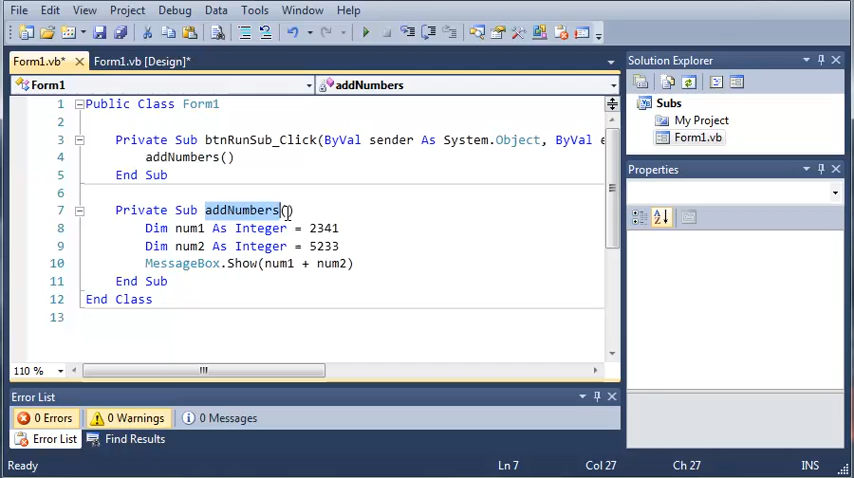 File Edit View Project Debug Data Tools Window Help
Form1.vb* Form1.vb [Design]*
Form1 addNumbers
1 Public Class Form1
2
3 Private Sub btnRunSub_Click(ByVal sender As System.Object, ByVal e
4 addNumbers()
5 End Sub
6
7 Private Sub addNumbers()
8 Dim num1 As Integer = 2341
9 Dim num2 As Integer = 5233
10 MessageBox.Show(num1 + num2)
11 End Sub
12 End Class
13
110 %
Error List
0 Errors 0 Warnings 0 Messages
Error List Find Results
Solution Explorer
Subs
My Project
Form1.vb
Properties
Ready Ln 7 Col 27 Ch 27 INS